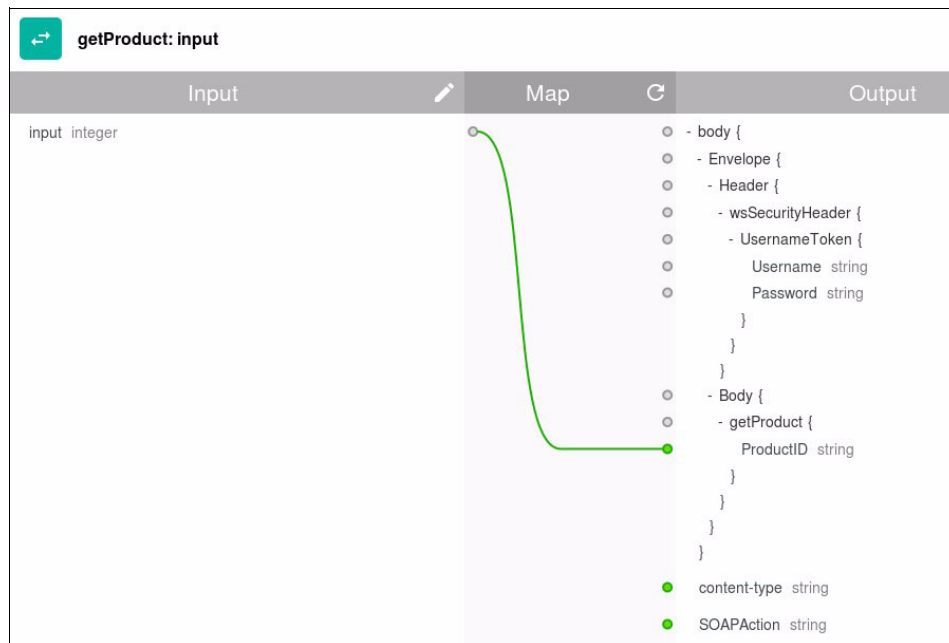 getProduct: input
Input Map Output
input integer
- body {
- Envelope {
- Header {
- wsSecurityHeader {
- UsernameToken {
Username string
Password string
}
}
}
- Body {
- getProduct {
ProductID string
}
}
}
}
content-type string
SOAPAction string